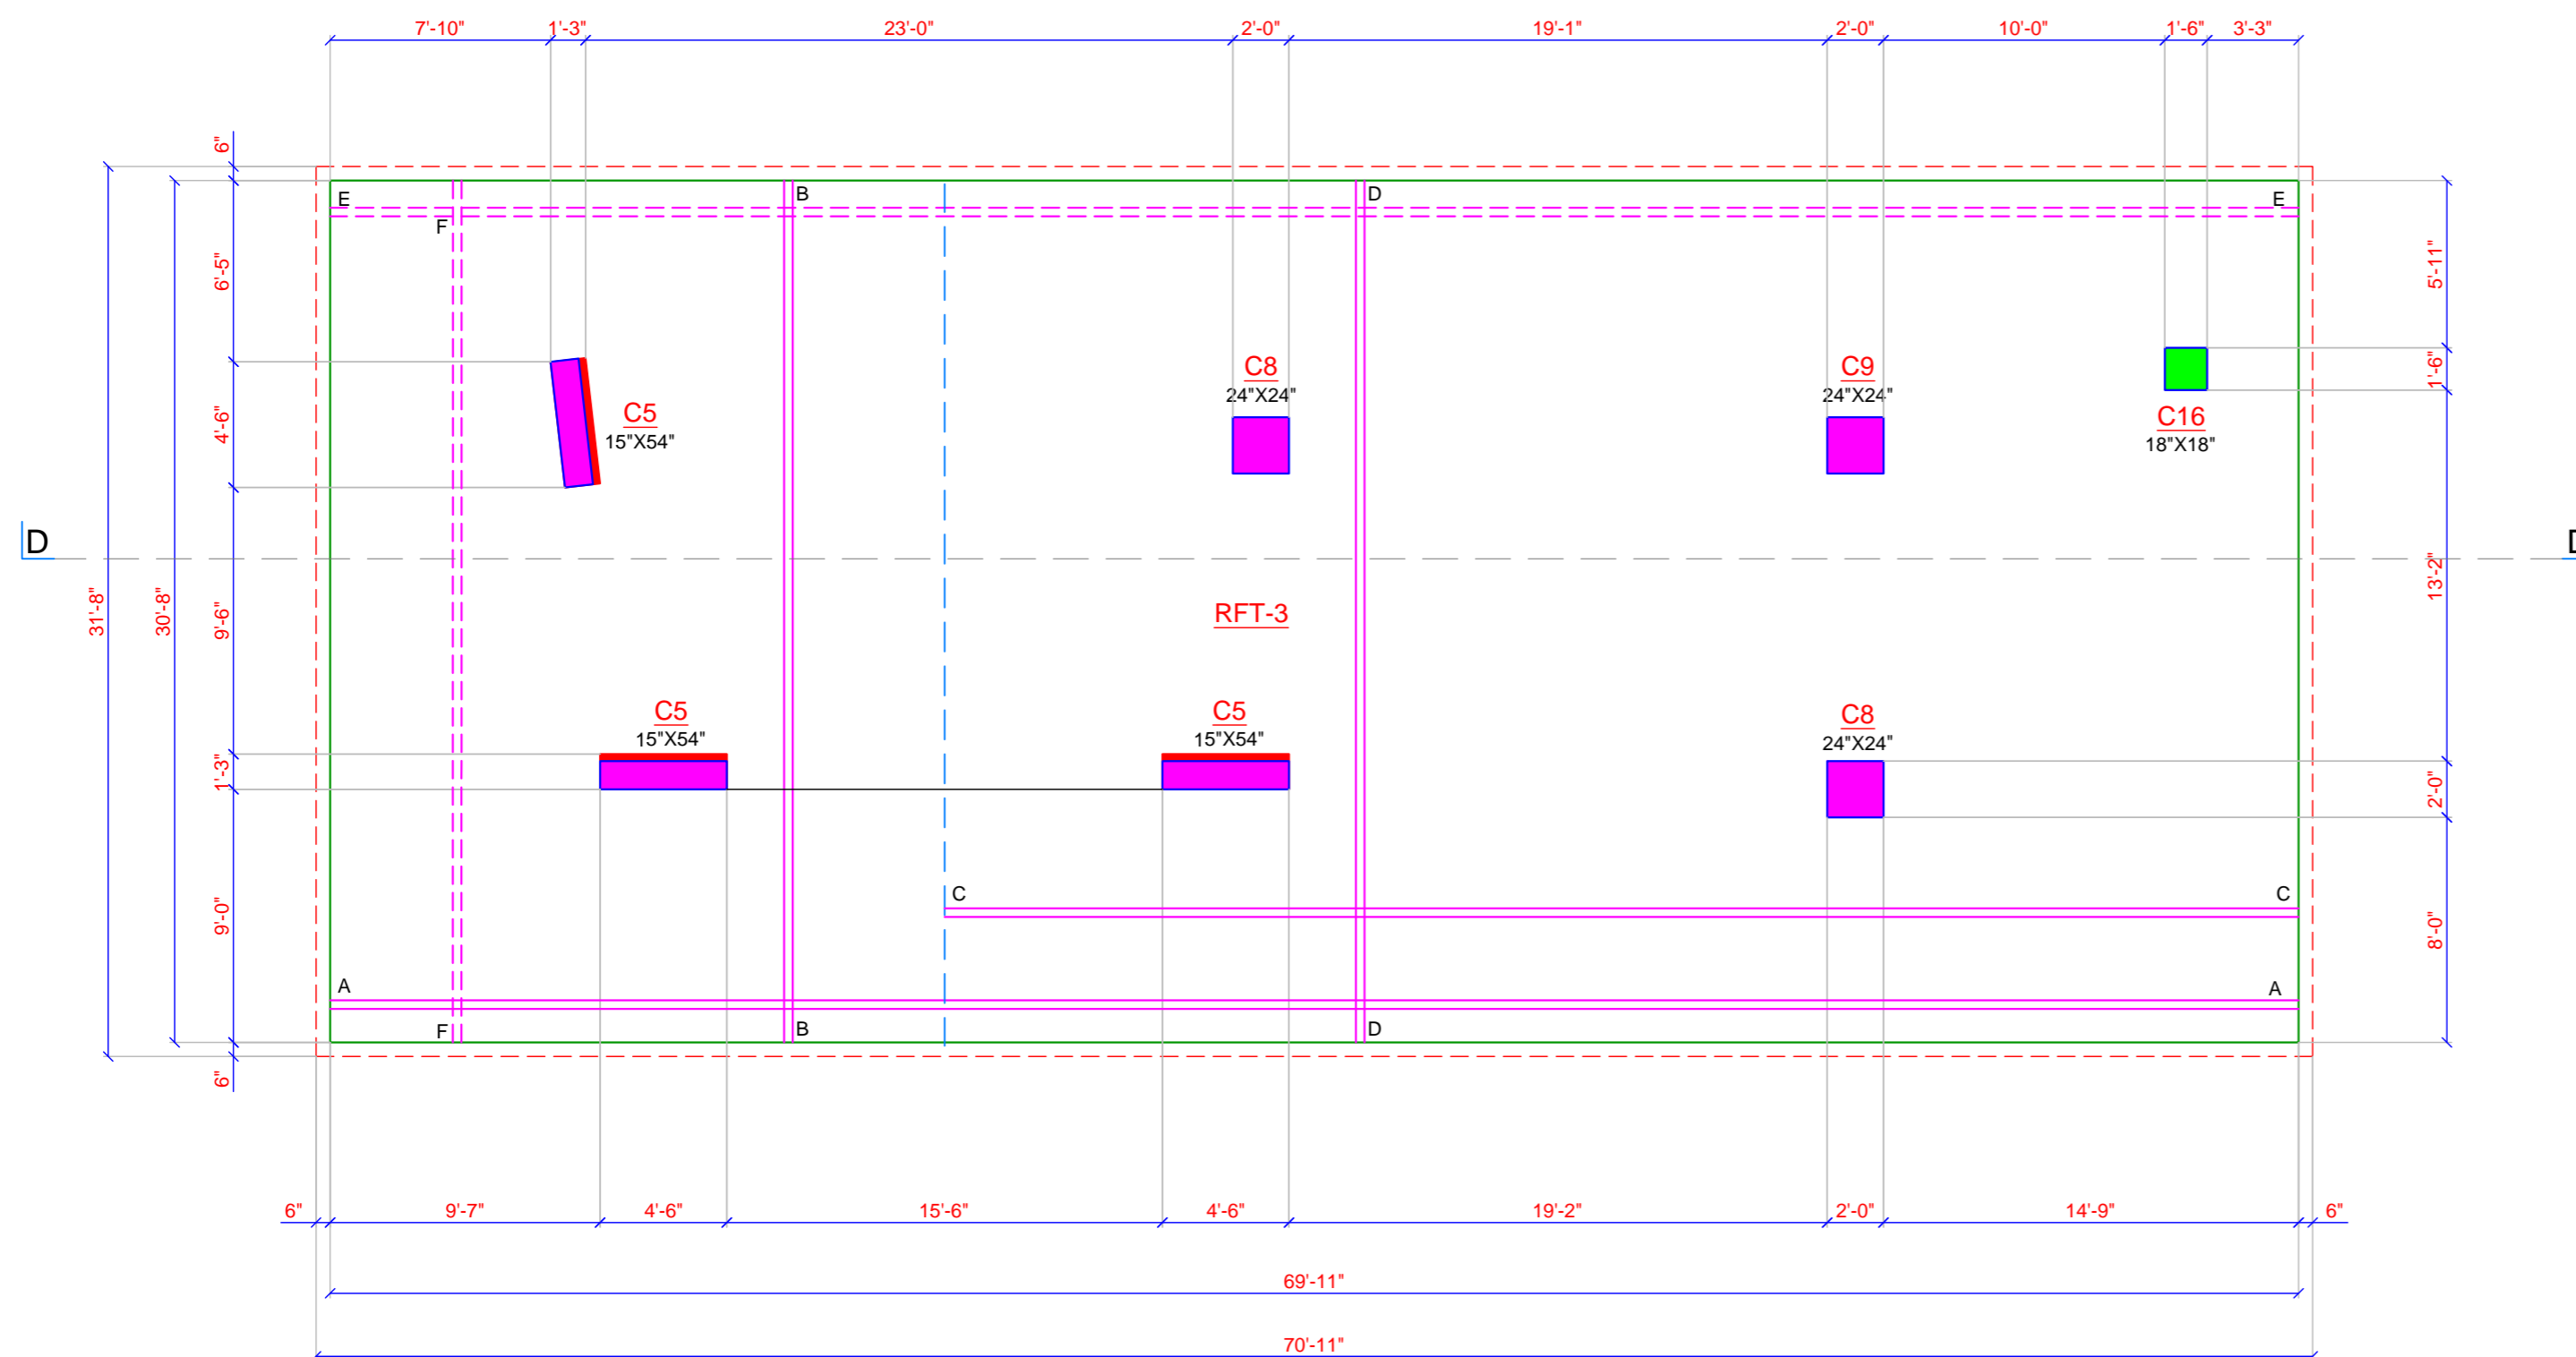 7'-10" 1'-3" 23'-0" 2'-0" 19'-1" 2'-0" 10'-0" 1'-6" 3'-3"
6"
E B D E
F
6'-5" 5'-11"
C8 C9
24"X24" 24"X24"
1'-6"
C5
15"X54"
4'-6"
C16
18"X18"
D
31'-8" 30'-8" 9'-6" 13'-2"
RFT-3
C5 C5 C8
15"X54" 15"X54" 24"X24"
1'-3" 2'-0"
C C
9'-0" 8'-0"
A A
F B D
6"
6" 9'-7" 4'-6" 15'-6" 4'-6" 19'-2" 2'-0" 14'-9" 6"
69'-11"
70'-11"